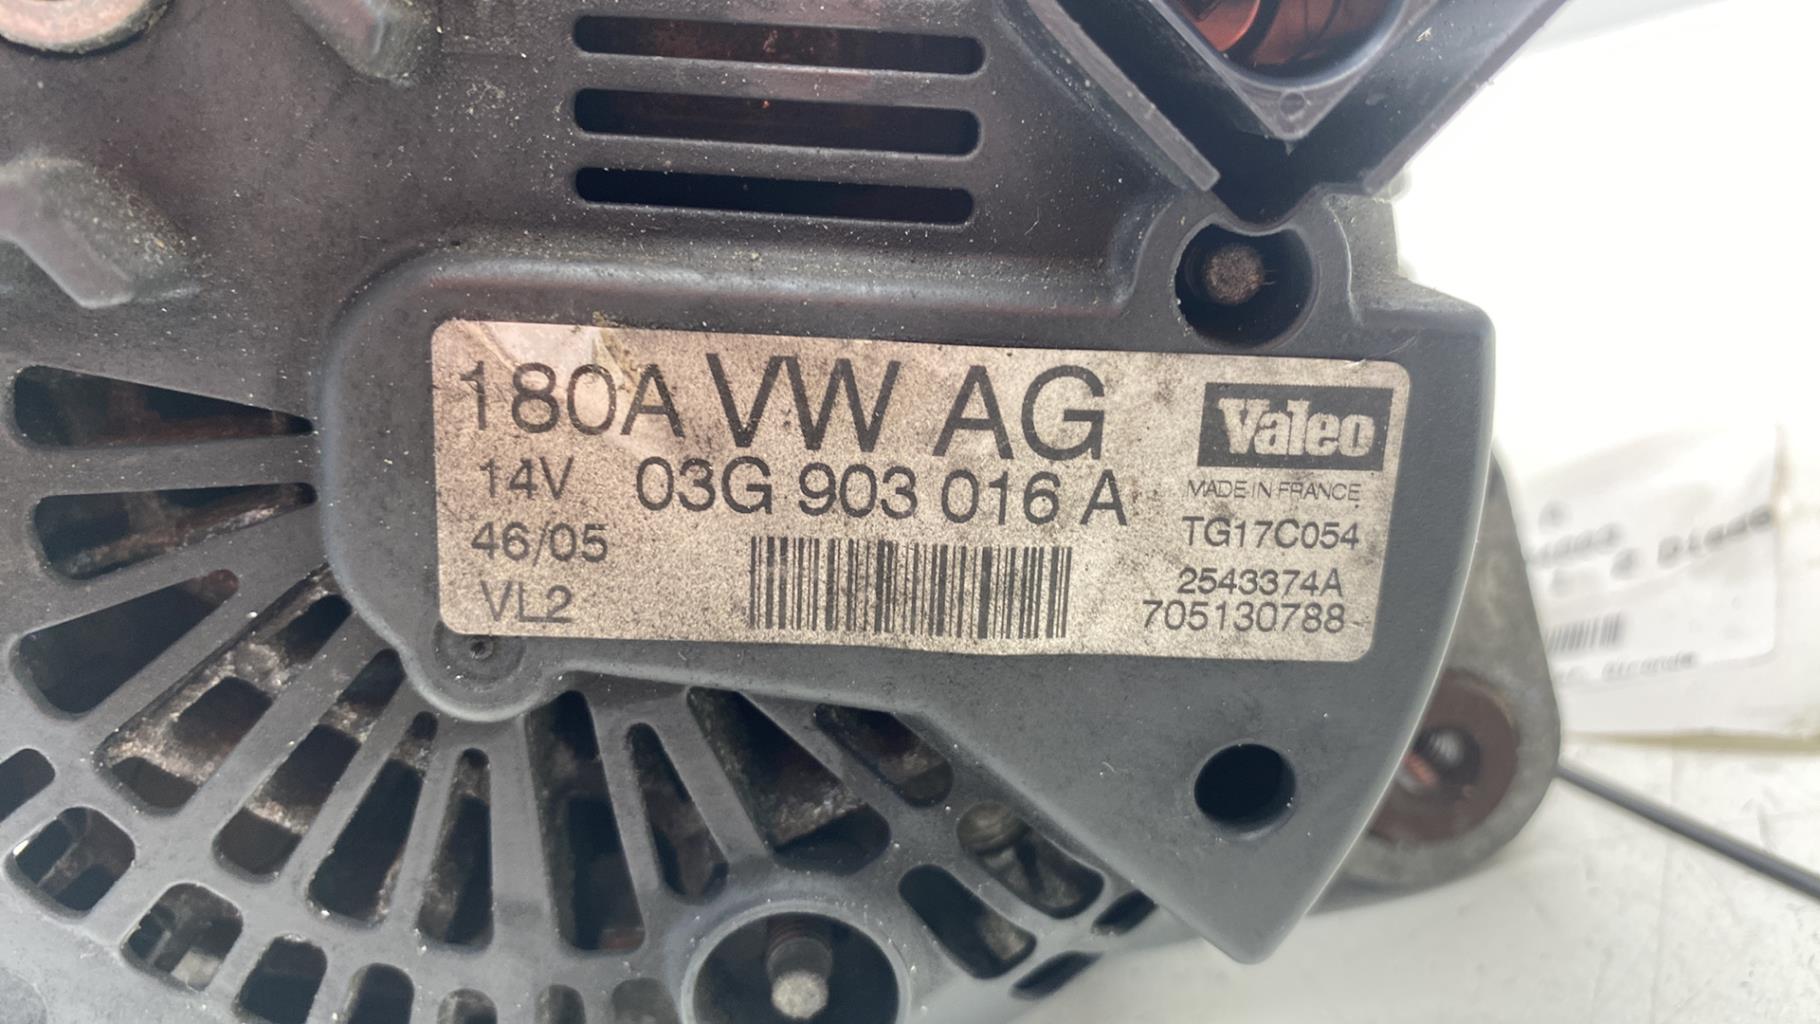 180A VW AG
Valeo
14V 03G 903 016 A
MADE IN FRANCE
46/05
TG17C054
2543374A
VL2
705130788